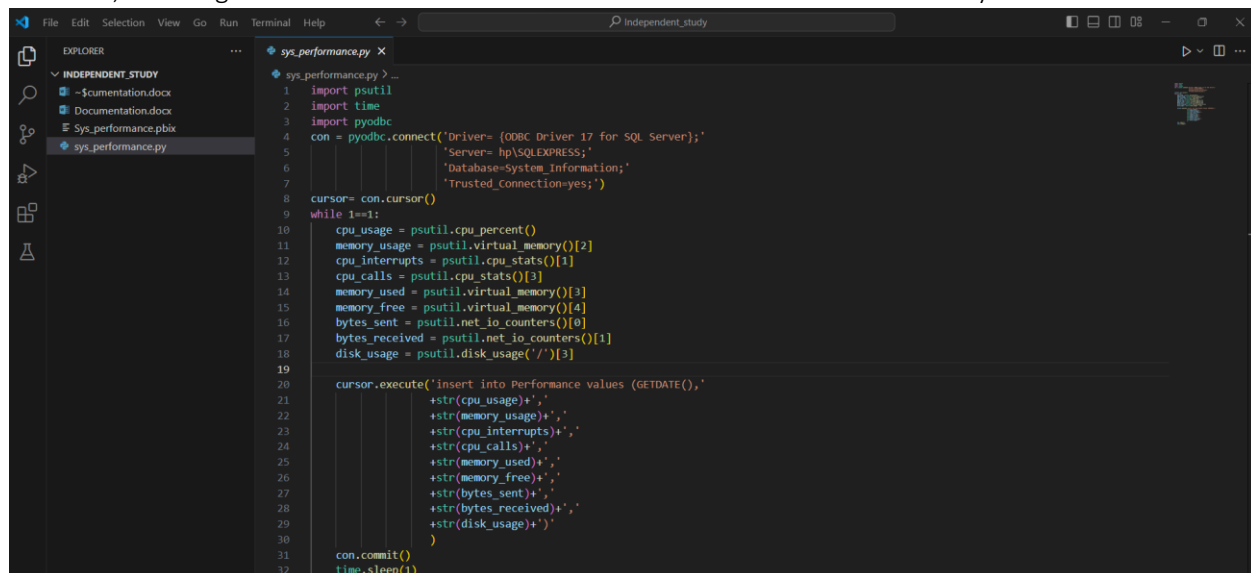 File Edit Selection View Go Run Terminal Help
Independent_study
EXPLORER
INDEPENDENT_STUDY
~$cumentation.docx
Documentation.docx
Sys_performance.pbix
sys_performance.py
sys_performance.py
sys_performance.py > ...
1 import psutil
2 import time
3 import pyodbc
4 con = pyodbc.connect('Driver= {ODBC Driver 17 for SQL Server};'
5 'Server= hp\SQLEXPRESS;'
6 'Database=System_Information;'
7 'Trusted_Connection=yes;')
8 cursor= con.cursor()
9 while 1==1:
10 cpu_usage = psutil.cpu_percent()
11 memory_usage = psutil.virtual_memory()[2]
12 cpu_interrupts = psutil.cpu_stats()[1]
13 cpu_calls = psutil.cpu_stats()[3]
14 memory_used = psutil.virtual_memory()[3]
15 memory_free = psutil.virtual_memory()[4]
16 bytes_sent = psutil.net_io_counters()[0]
17 bytes_received = psutil.net_io_counters()[1]
18 disk_usage = psutil.disk_usage('/')[3]
19
20 cursor.execute('insert into Performance values (GETDATE(),'
21 +str(cpu_usage)+','
22 +str(memory_usage)+','
23 +str(cpu_interrupts)+','
24 +str(cpu_calls)+','
25 +str(memory_used)+','
26 +str(memory_free)+','
27 +str(bytes_sent)+','
28 +str(bytes_received)+','
29 +str(disk_usage)+')'
30 )
31 con.commit()
32 time.sleep(1)